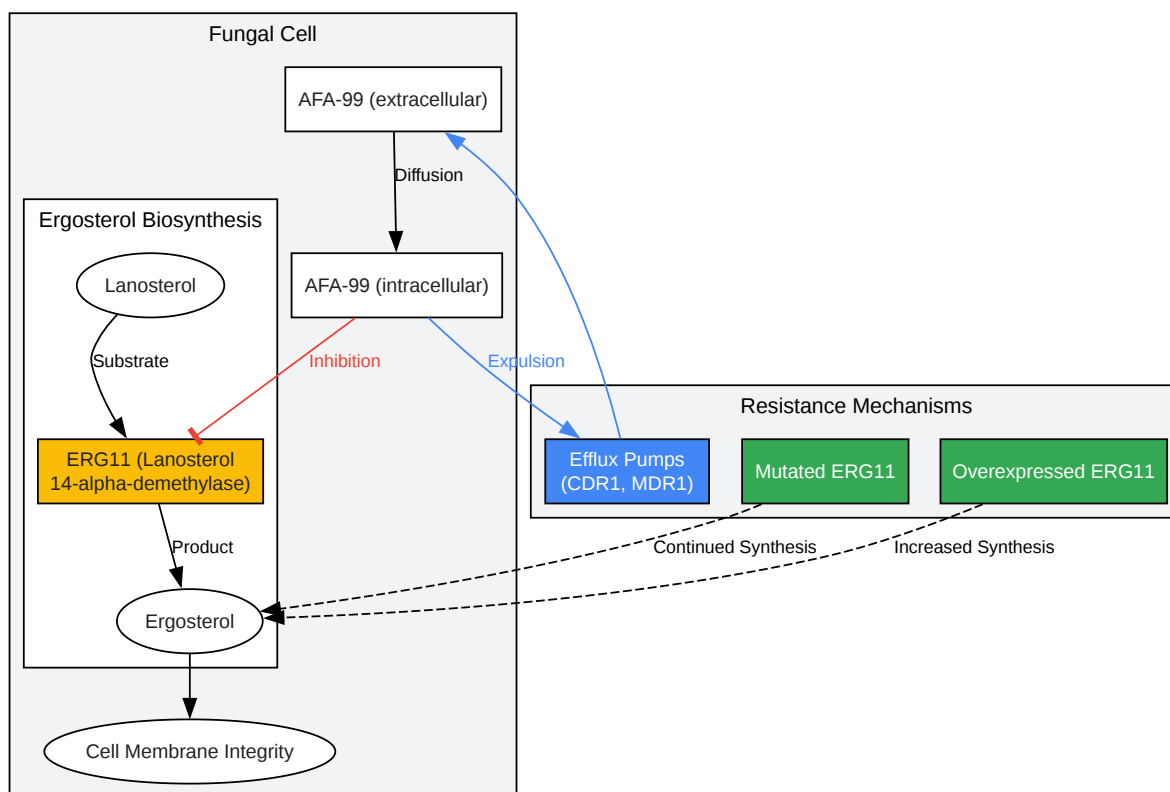 Fungal Cell
AFA-99 (extracellular)
Diffusion
Ergosterol Biosynthesis
Lanosterol
AFA-99 (intracellular)
Substrate
Inhibition
Expulsion
Resistance Mechanisms
ERG11 (Lanosterol
14-alpha-demethylase)
Efflux Pumps
(CDR1, MDR1)
Mutated ERG11
Overexpressed ERG11
Product
Continued Synthesis
Increased Synthesis
Ergosterol
Cell Membrane Integrity